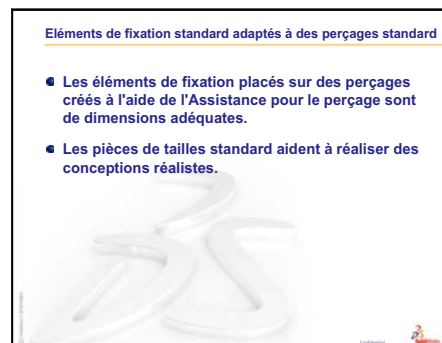 Eléments de fixation standard adaptés à des perçages standard
Les éléments de fixation placés sur des perçages
créés à l'aide de l'Assistance pour le perçage sont
de dimensions adéquates.
Les pièces de tailles standard aident à réaliser des
conceptions réalistes.
Confidential